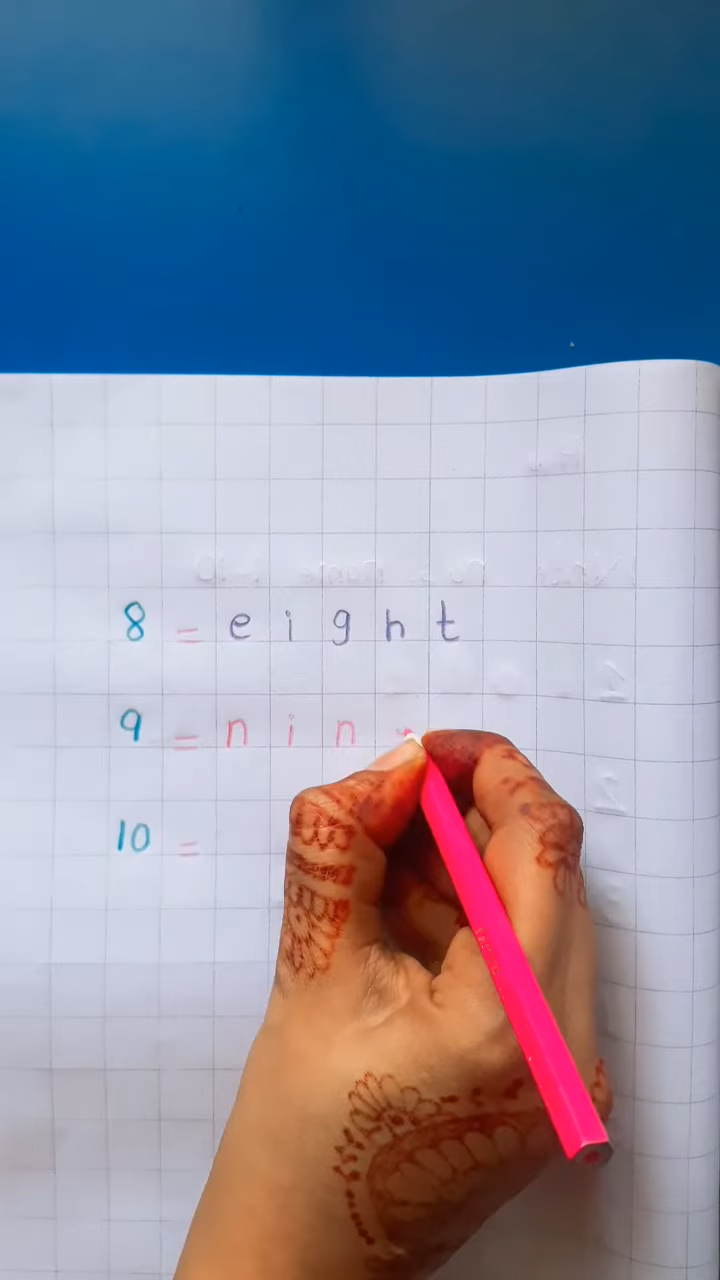 8 = eight
9 = nin
10 =